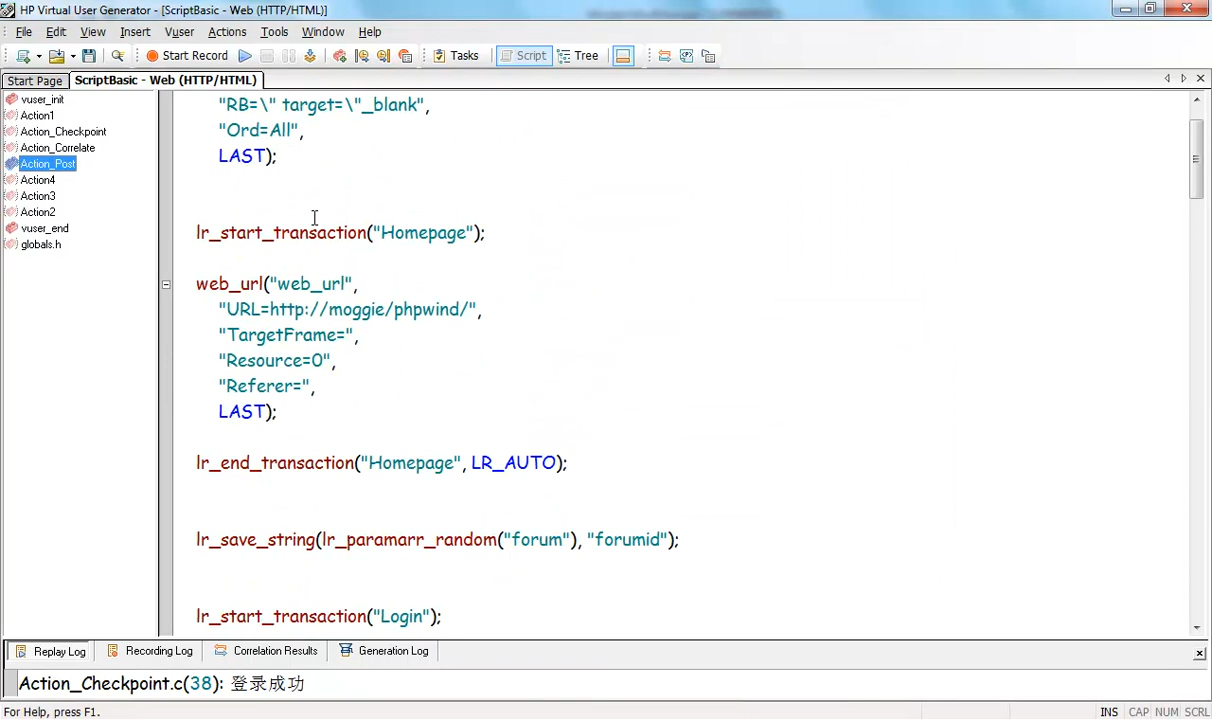 HP Virtual User Generator - [ScriptBasic - Web (HTTP/HTML)]
File Edit View Insert Vuser Actions Tools Window Help
Start Record Tasks Script Tree
Start Page ScriptBasic - Web (HTTP/HTML)
vuser_init
Action1
Action_Checkpoint
Action_Correlate
Action_Post
Action4
Action3
Action2
vuser_end
globals.h
"RB=\" target=\"_blank",
"Ord=All",
LAST);
lr_start_transaction("Homepage");
web_url("web_url",
"URL=http://moggie/phpwind/",
"TargetFrame=",
"Resource=0",
"Referer=",
LAST);
lr_end_transaction("Homepage", LR_AUTO);
lr_save_string(lr_paramarr_random("forum"), "forumid");
lr_start_transaction("Login");
Replay Log Recording Log Correlation Results Generation Log
Action_Checkpoint.c(38): 登录成功
For Help, press F1. INS CAP NUM SCRL